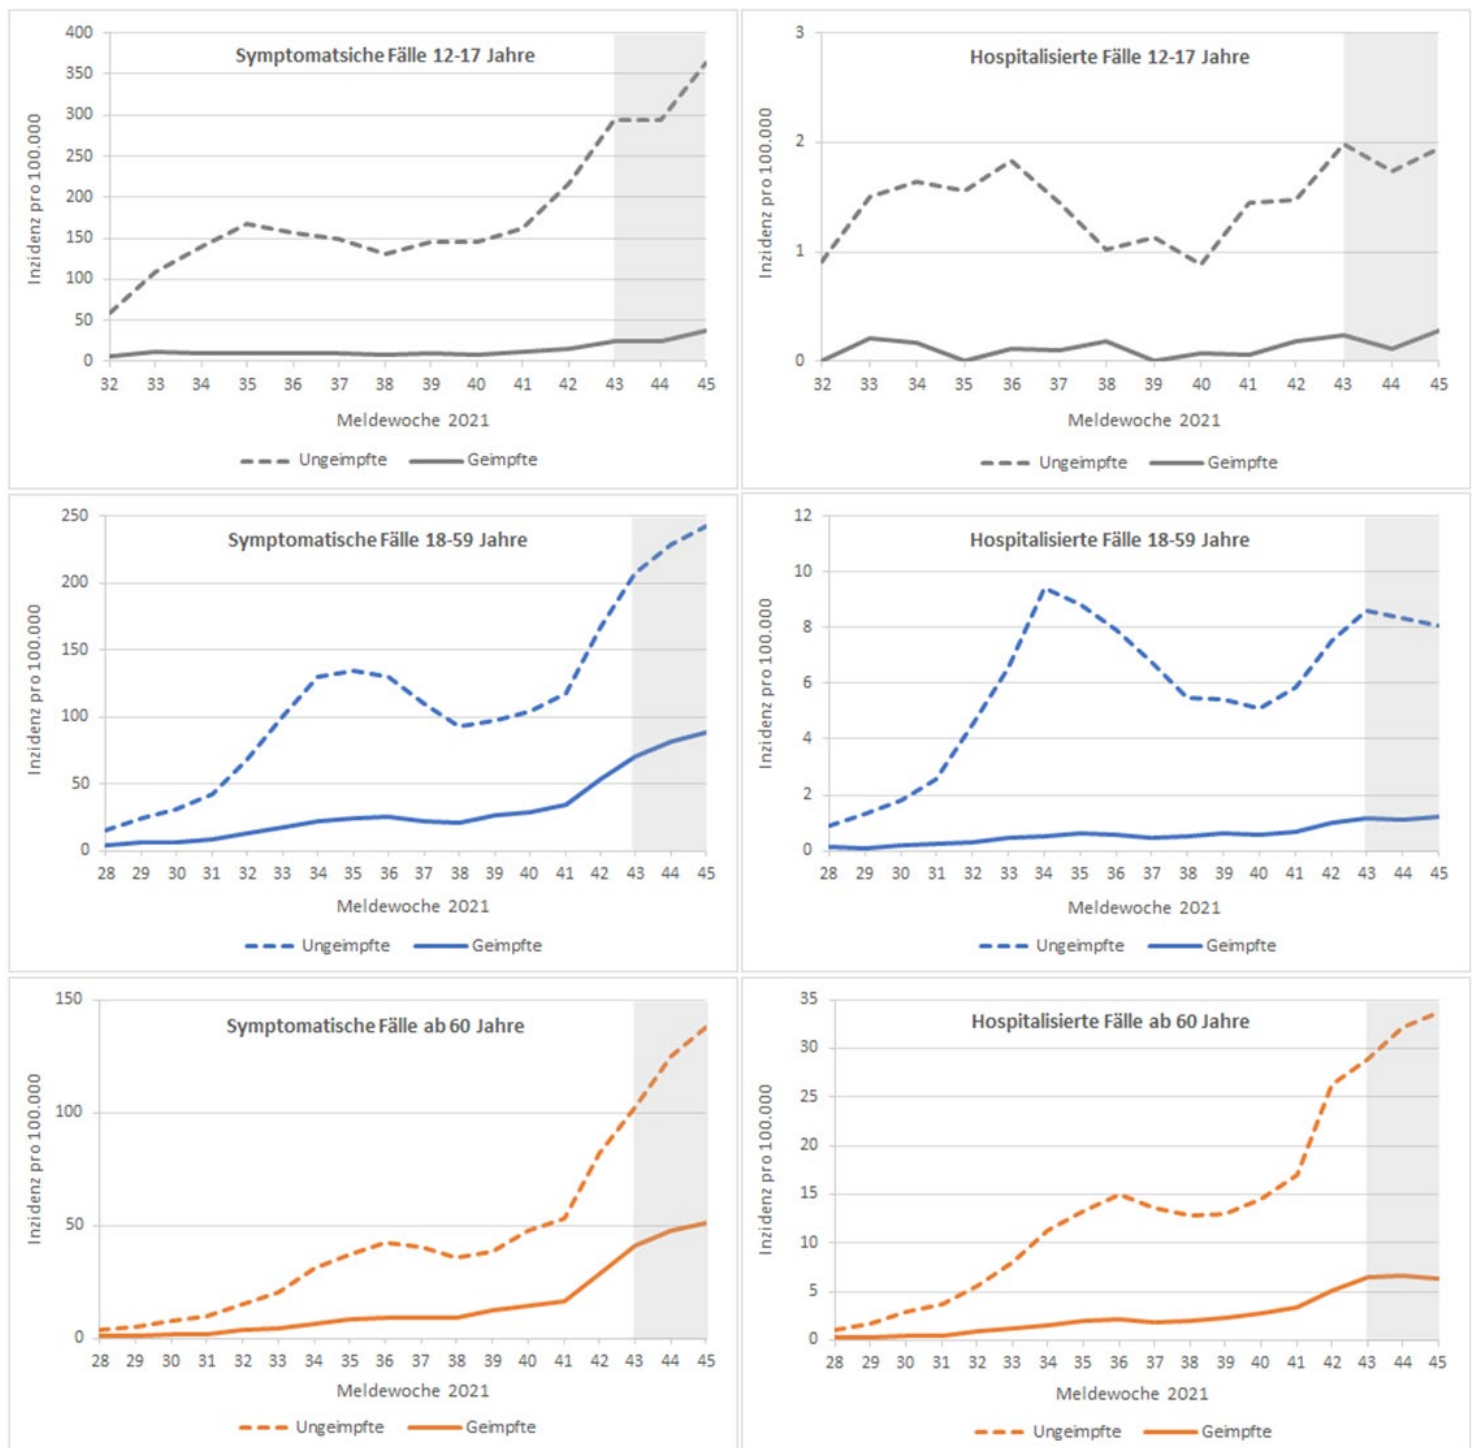 Symptomatsiche Fälle 12-17 Jahre
Inzidenz pro 100.000
400
350
300
250
200
150
100
50
0
32 33 34 35 36 37 38 39 40 41 42 43 44 45
Meldewoche 2021
Ungeimpfte Geimpfte
Hospitalisierte Fälle 12-17 Jahre
Inzidenz pro 100.000
3
2
1
0
32 33 34 35 36 37 38 39 40 41 42 43 44 45
Meldewoche 2021
Ungeimpfte Geimpfte
Symptomatische Fälle 18-59 Jahre
Inzidenz pro 100.000
250
200
150
100
50
0
28 29 30 31 32 33 34 35 36 37 38 39 40 41 42 43 44 45
Meldewoche 2021
Ungeimpfte Geimpfte
Hospitalisierte Fälle 18-59 Jahre
Inzidenz pro 100.000
12
10
8
6
4
2
0
28 29 30 31 32 33 34 35 36 37 38 39 40 41 42 43 44 45
Meldewoche 2021
Ungeimpfte Geimpfte
Symptomatische Fälle ab 60 Jahre
Inzidenz pro 100.000
150
100
50
0
28 29 30 31 32 33 34 35 36 37 38 39 40 41 42 43 44 45
Meldewoche 2021
Ungeimpfte Geimpfte
Hospitalisierte Fälle ab 60 Jahre
Inzidenz pro 100.000
35
30
25
20
15
10
5
0
28 29 30 31 32 33 34 35 36 37 38 39 40 41 42 43 44 45
Meldewoche 2021
Ungeimpfte Geimpfte